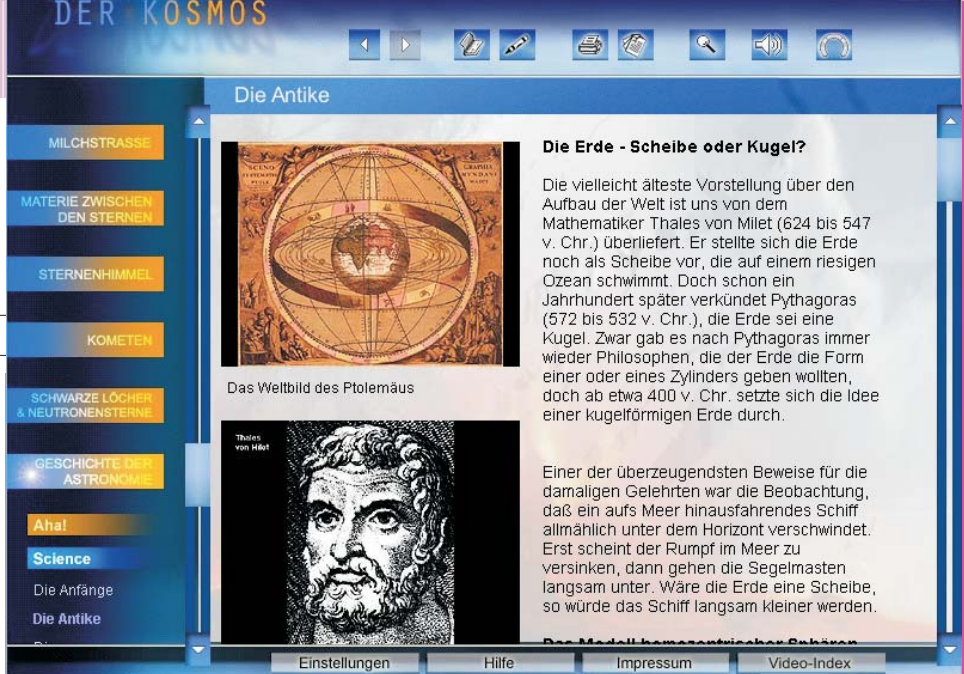 DER KOSMOS
Die Antike
MILCHSTRASSE
MATERIE ZWISCHEN
DEN STERNEN
STERNENHIMMEL
KOMETEN
SCHWARZE LÖCHER
& NEUTRONENSTERNE
GESCHICHTE DER
ASTRONOMIE
Aha!
Science
Die Anfänge
Die Antike
Das Weltbild des Ptolemäus
Thales
von Milet
Die Erde - Scheibe oder Kugel?
Die vielleicht älteste Vorstellung über den
Aufbau der Welt ist uns von dem
Mathematiker Thales von Milet (624 bis 547
v. Chr.) überliefert. Er stellte sich die Erde
noch als Scheibe vor, die auf einem riesigen
Ozean schwimmt. Doch schon ein
Jahrhundert später verkündet Pythagoras
(572 bis 532 v. Chr.), die Erde sei eine
Kugel. Zwar gab es nach Pythagoras immer
wieder Philosophen, die der Erde die Form
einer oder eines Zylinders geben wollten,
doch ab etwa 400 v. Chr. setzte sich die Idee
einer kugelförmigen Erde durch.
Einer der überzeugendsten Beweise für die
damaligen Gelehrten war die Beobachtung,
daß ein aufs Meer hinausfahrendes Schiff
allmählich unter dem Horizont verschwindet.
Erst scheint der Rumpf im Meer zu
versinken, dann gehen die Segelmasten
langsam unter. Wäre die Erde eine Scheibe,
so würde das Schiff langsam kleiner werden.
Das Modell homozentrischer Sphären
Einstellungen
Hilfe
Impressum
Video-Index